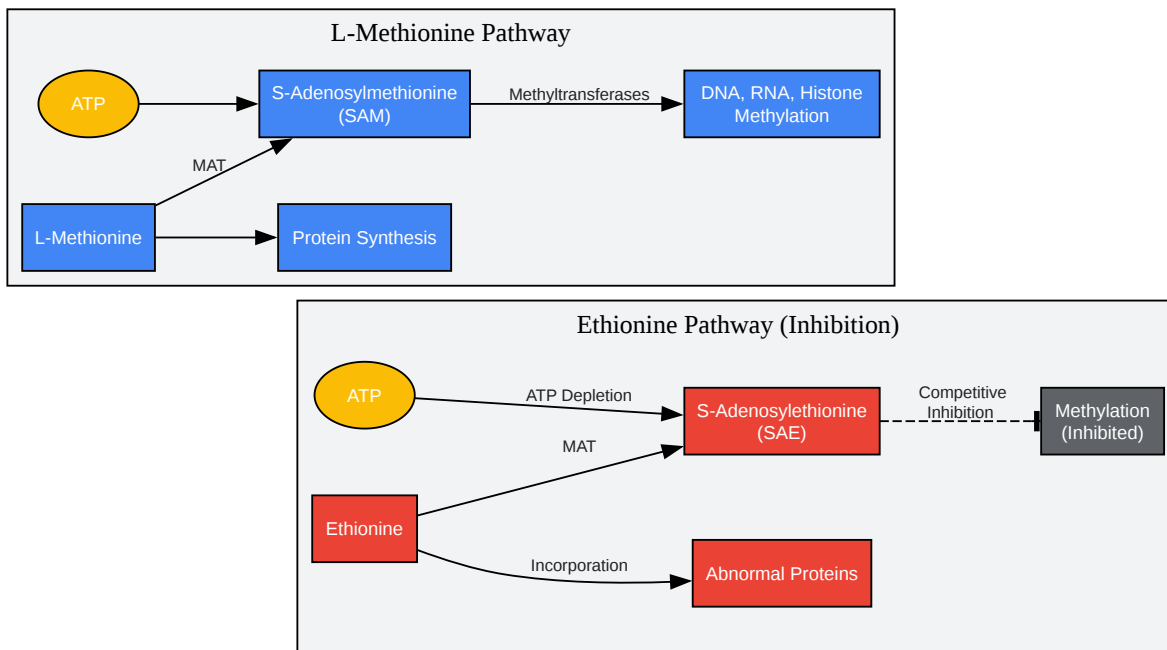 L-Methionine Pathway
ATP
S-Adenosylmethionine
(SAM)
Methyltransferases
DNA, RNA, Histone
Methylation
MAT
L-Methionine
Protein Synthesis
Ethionine Pathway (Inhibition)
ATP
ATP Depletion
S-Adenosylethionine
(SAE)
Competitive
Inhibition
Methylation
(Inhibited)
MAT
Ethionine
Incorporation
Abnormal Proteins